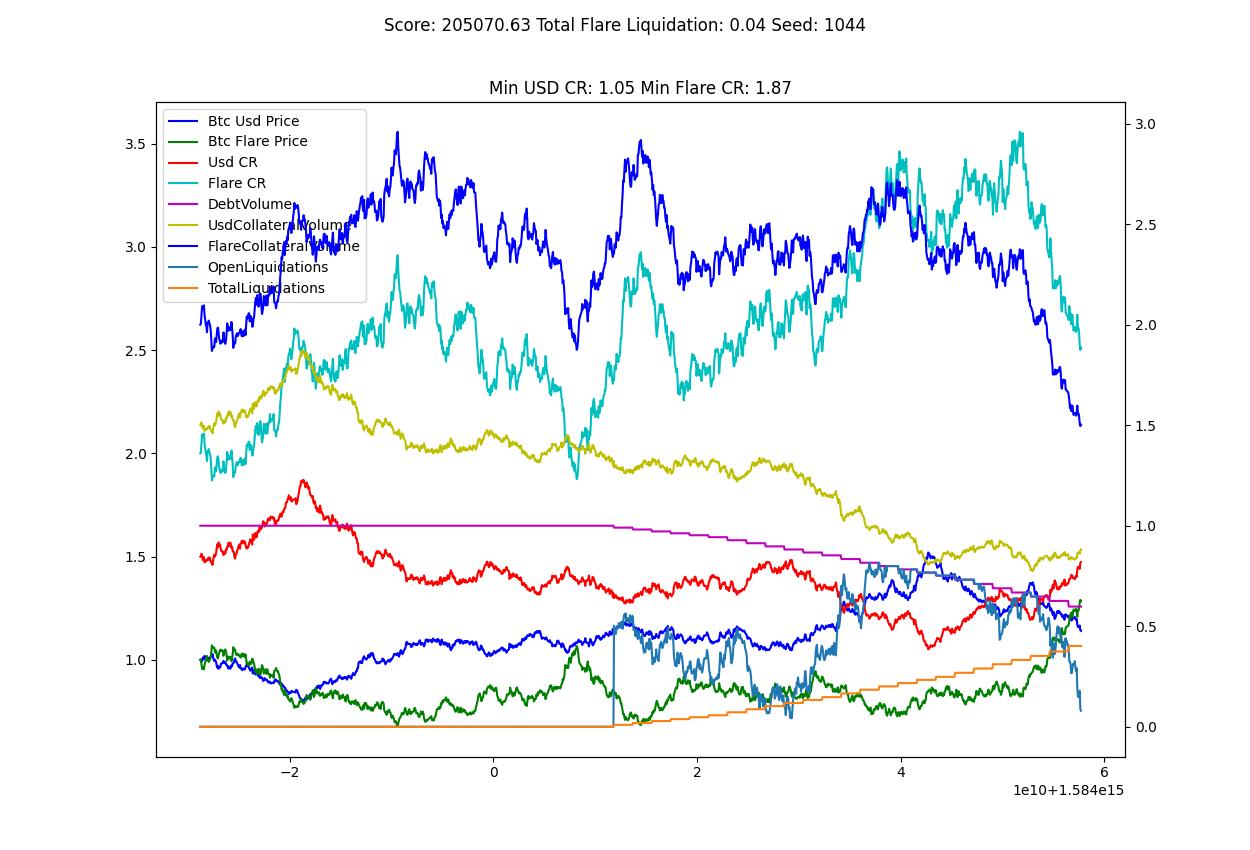 Score: 205070.63 Total Flare Liquidation: 0.04 Seed: 1044
Min USD CR: 1.05 Min Flare CR: 1.87
Btc Usd Price
Btc Flare Price
Usd CR
Flare CR
DebtVolume
UsdCollateralVolume
FlareCollateralVolume
OpenLiquidations
TotalLiquidations
3.5
3.0
2.5
2.0
1.5
1.0
3.0
2.5
2.0
1.5
1.0
0.5
0.0
−2
0
2
4
6
1e10+1.584e15